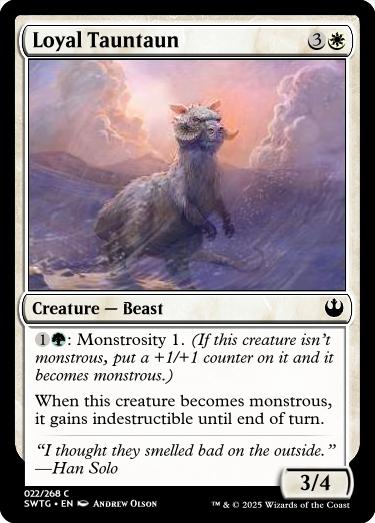 Loyal Tauntaun 3
Creature — Beast
1: Monstrosity 1. (If this creature isn't
monstrous, put a +1/+1 counter on it and it
becomes monstrous.)
When this creature becomes monstrous,
it gains indestructible until end of turn.
“I thought they smelled bad on the outside.”
—Han Solo
3/4
022/268 C
SWTG • EN Andrew Olson ™ & © 2025 Wizards of the Coast